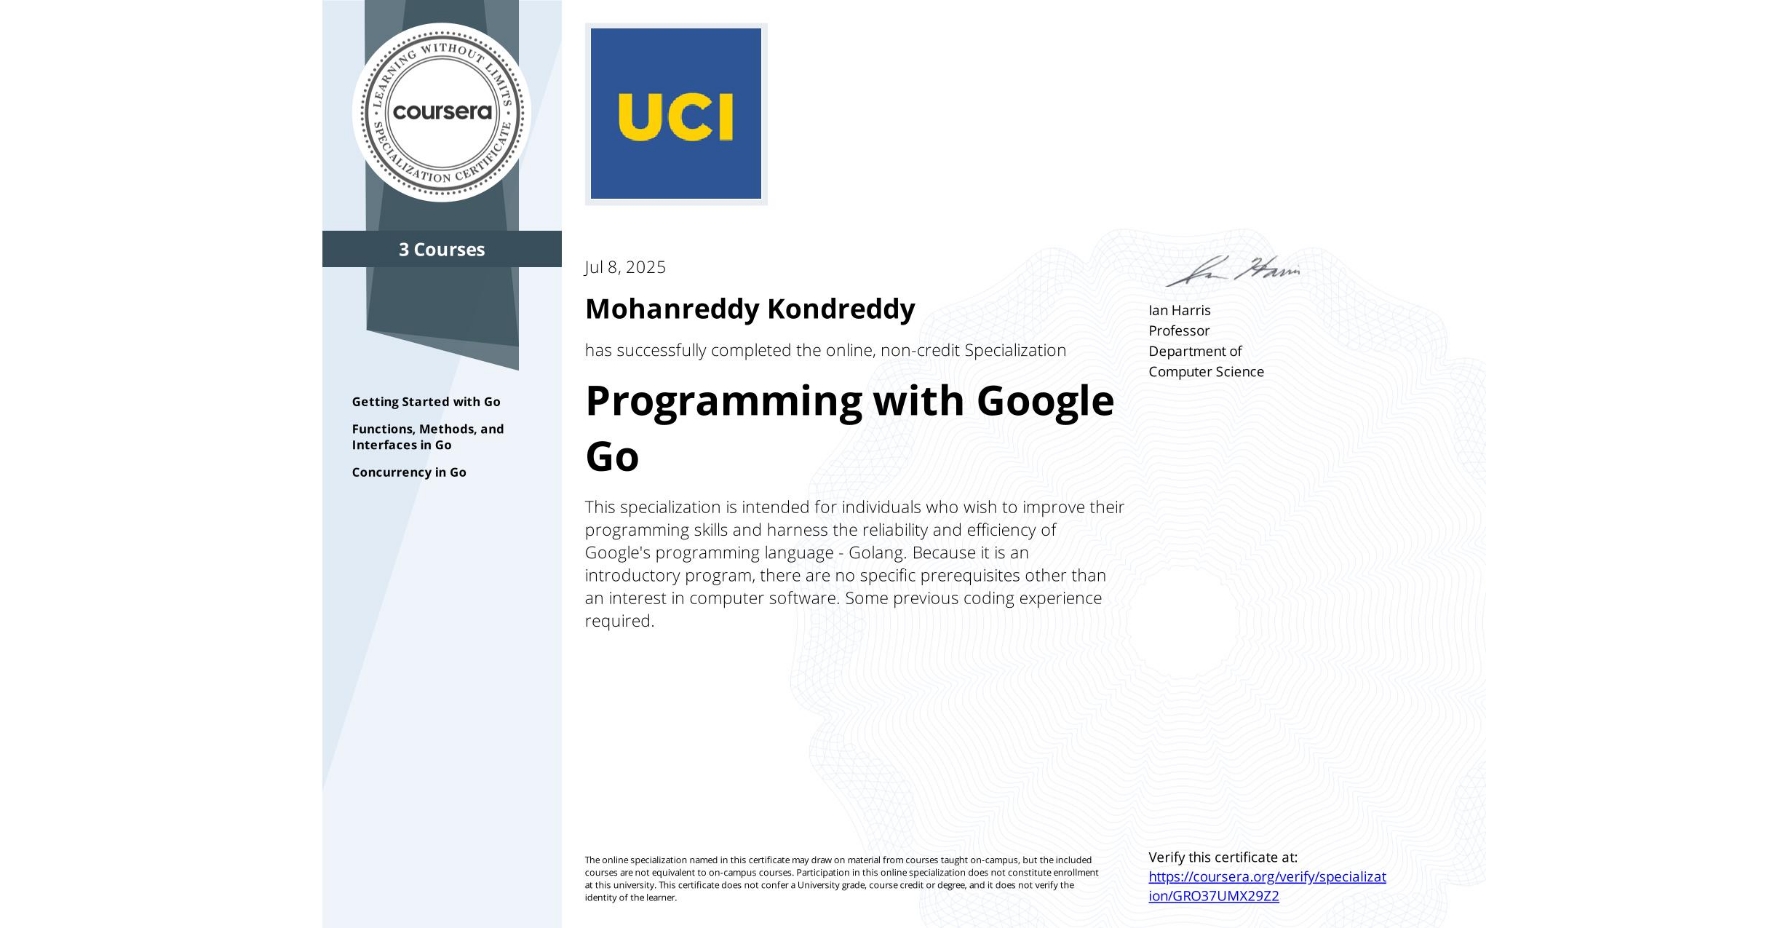 LEARNING WITHOUT LIMITS
coursera
SPECIALIZATION CERTIFICATE
3 Courses
Getting Started with Go
Functions, Methods, and
Interfaces in Go
Concurrency in Go
UCI
Jul 8, 2025
Mohanreddy Kondreddy
has successfully completed the online, non-credit Specialization
Programming with Google
Go
This specialization is intended for individuals who wish to improve their
programming skills and harness the reliability and efficiency of
Google's programming language - Golang. Because it is an
introductory program, there are no specific prerequisites other than
an interest in computer software. Some previous coding experience
required.
Ian Harris
Ian Harris
Professor
Department of
Computer Science
The online specialization named in this certificate may draw on material from courses taught on-campus, but the included
courses are not equivalent to on-campus courses. Participation in this online specialization does not constitute enrollment
at this university. This certificate does not confer a University grade, course credit or degree, and it does not verify the
identity of the learner.
Verify this certificate at:
https://coursera.org/verify/specializat
ion/GRO37UMX29Z2